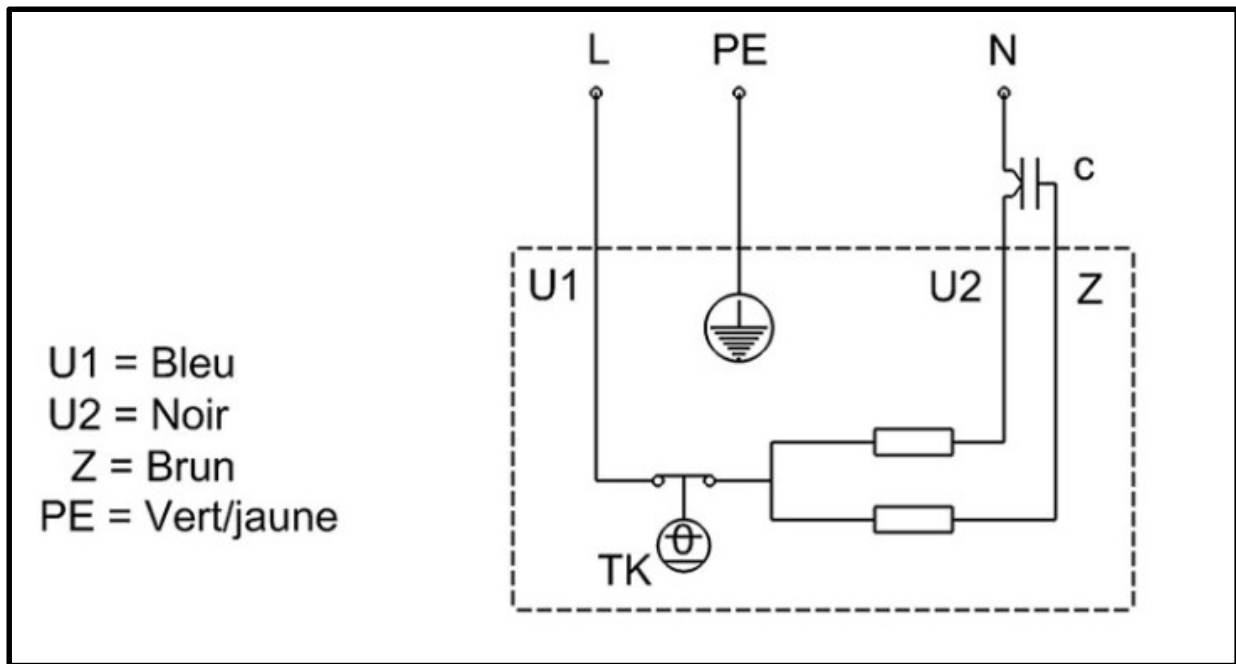 L PE N
c
U1 U2 Z
U1 = Bleu
U2 = Noir
Z = Brun
PE = Vert/jaune
θ
TK